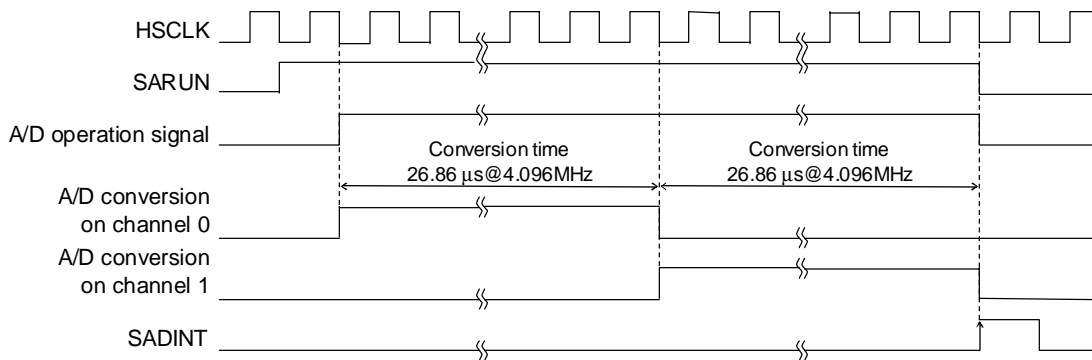 HSCLK
SARUN
A/D operation signal
Conversion time
26.86 μs@4.096MHz
Conversion time
26.86 μs@4.096MHz
A/D conversion
on channel 0
A/D conversion
on channel 1
SADINT